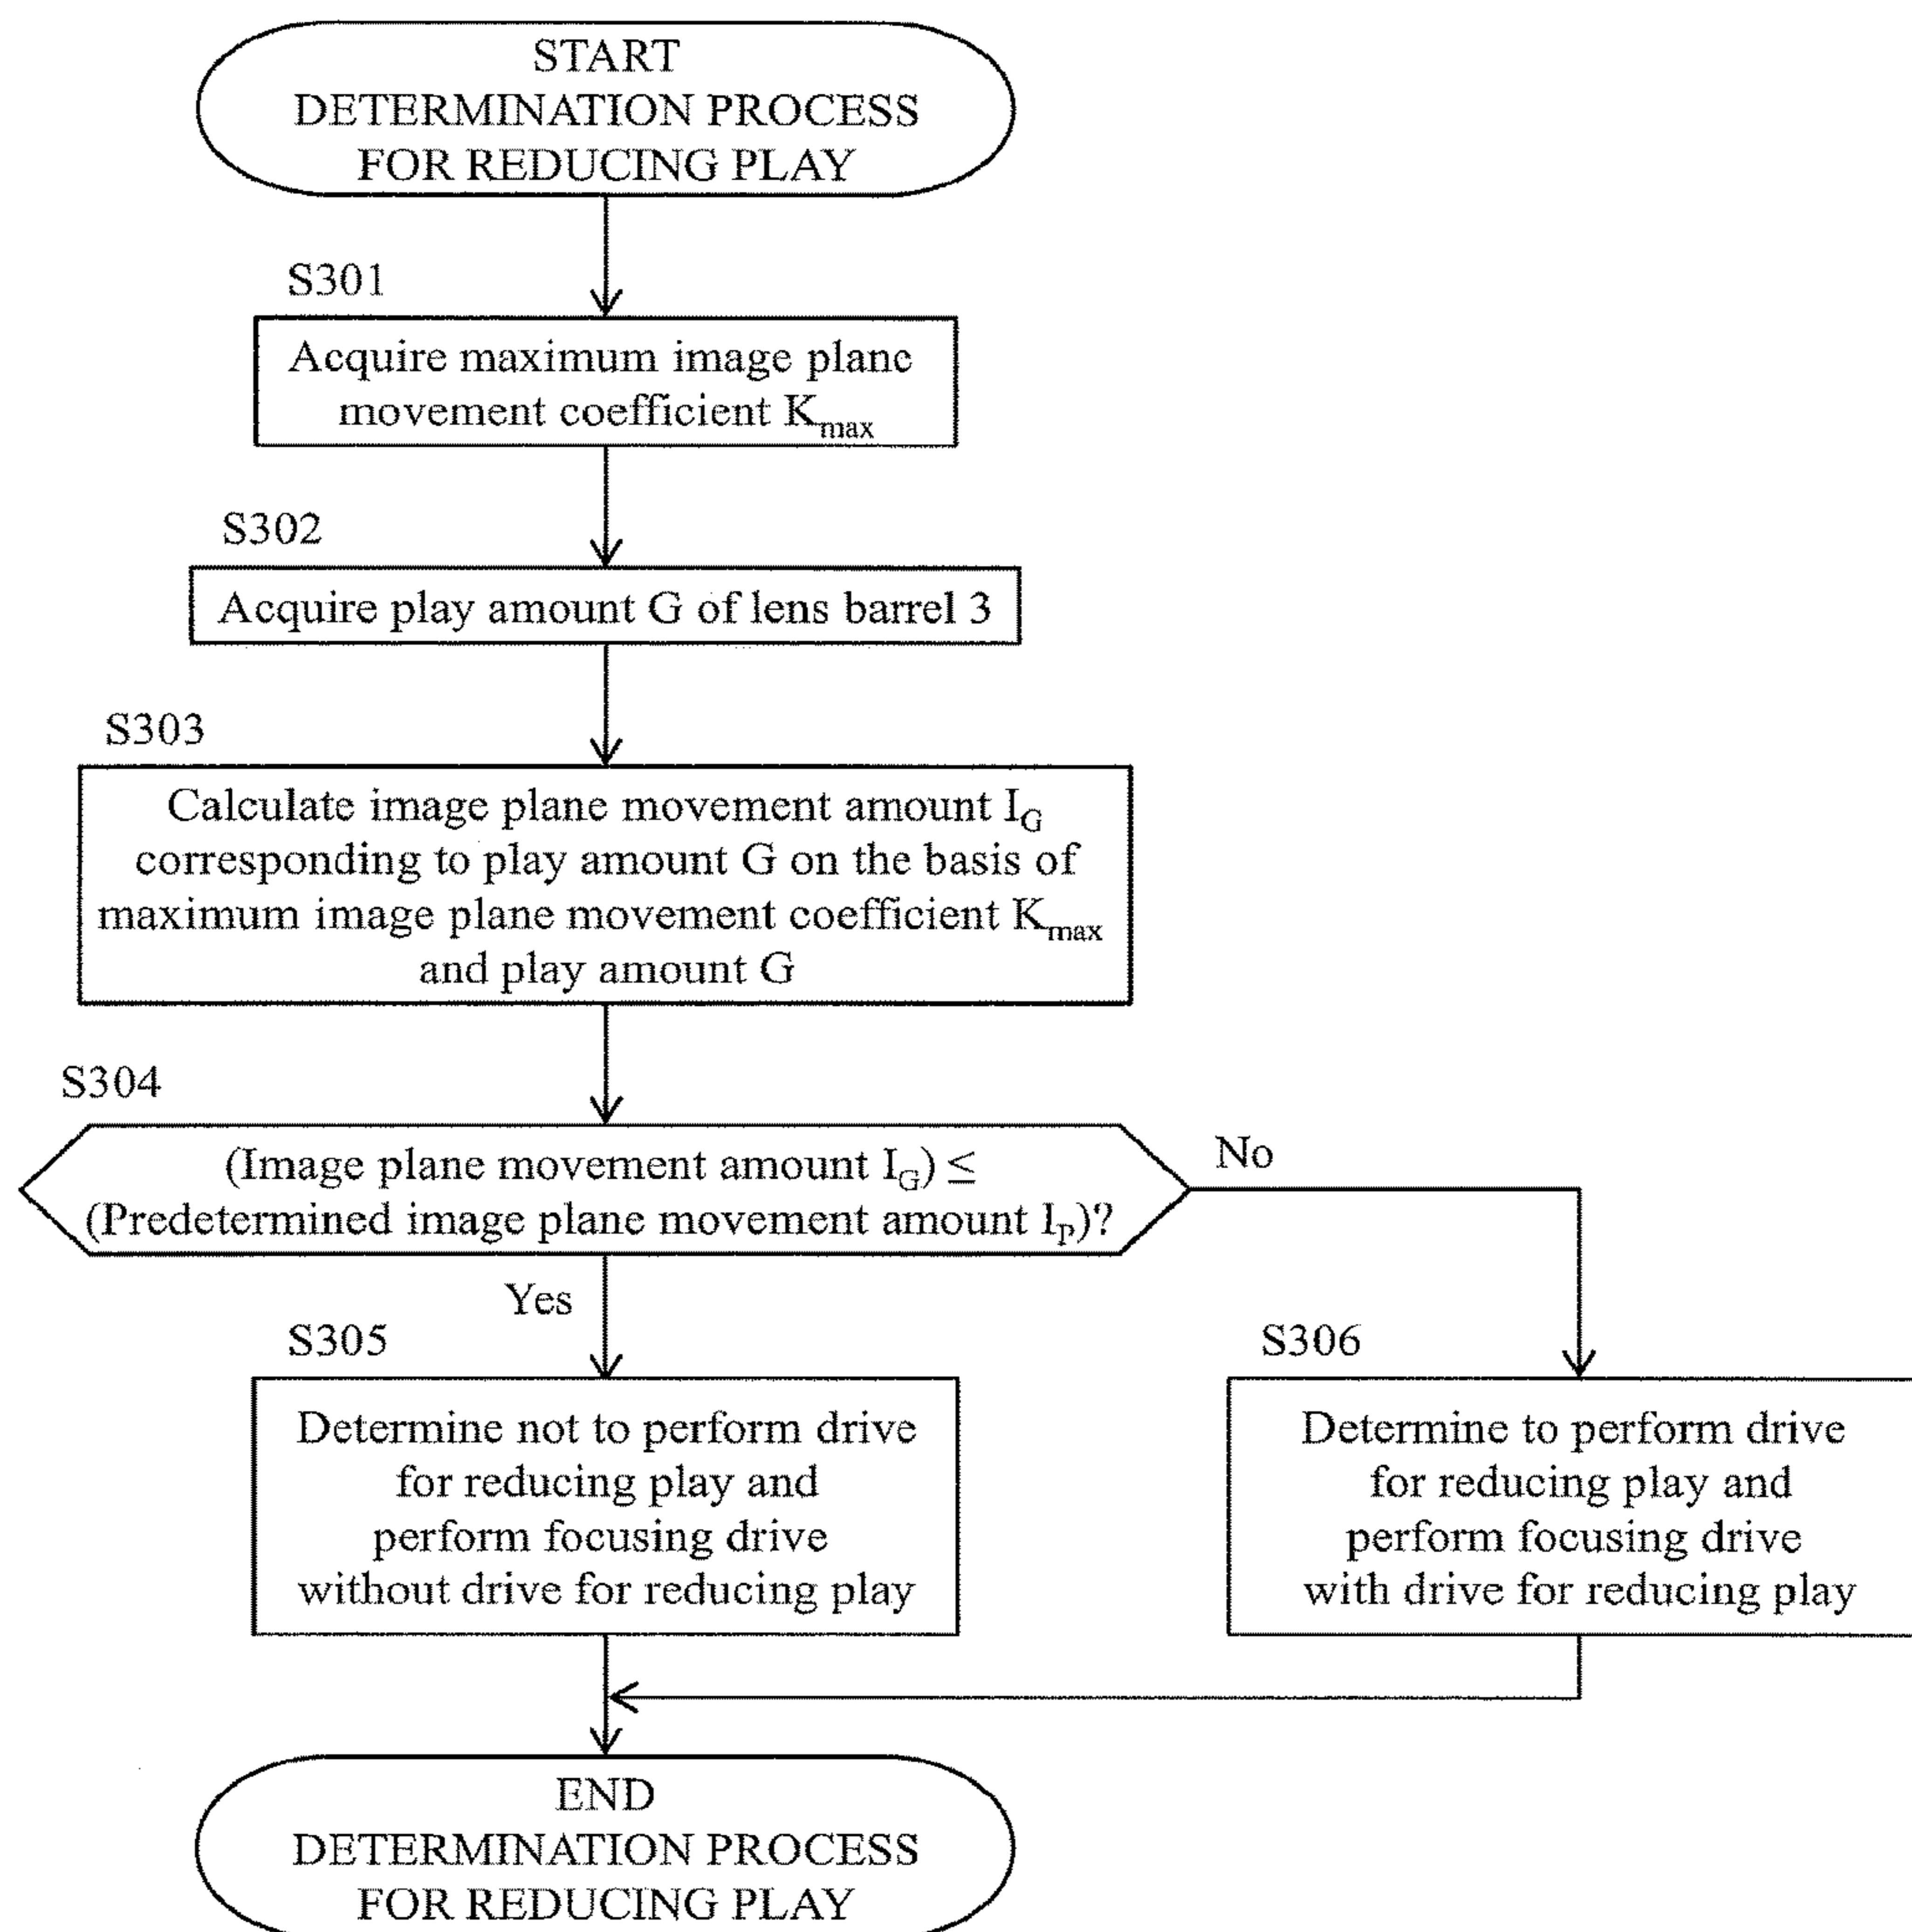 START
DETERMINATION PROCESS
FOR REDUCING PLAY
S301
Acquire maximum image plane
movement coefficient Kmax
S302
Acquire play amount G of lens barrel 3
S303
Calculate image plane movement amount IG
corresponding to play amount G on the basis of
maximum image plane movement coefficient Kmax
and play amount G
S304
(Image plane movement amount IG) ≤
(Predetermined image plane movement amount IP)?
No
Yes
S305
Determine not to perform drive
for reducing play and
perform focusing drive
without drive for reducing play
S306
Determine to perform drive
for reducing play and
perform focusing drive
with drive for reducing play
END
DETERMINATION PROCESS
FOR REDUCING PLAY